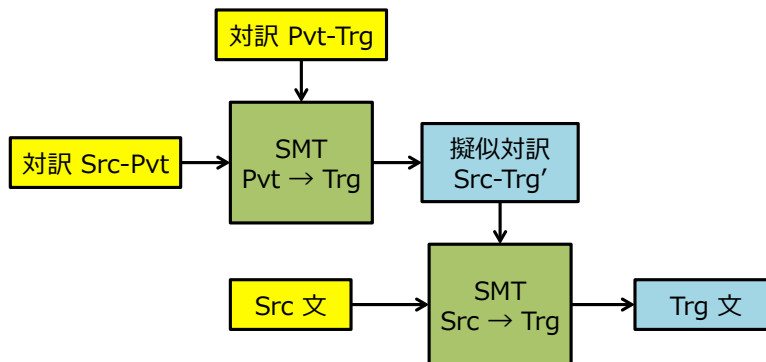 対訳 Pvt-Trg
対訳 Src-Pvt
SMT
Pvt → Trg
擬似対訳
Src-Trg′
Src 文
SMT
Src → Trg
Trg 文